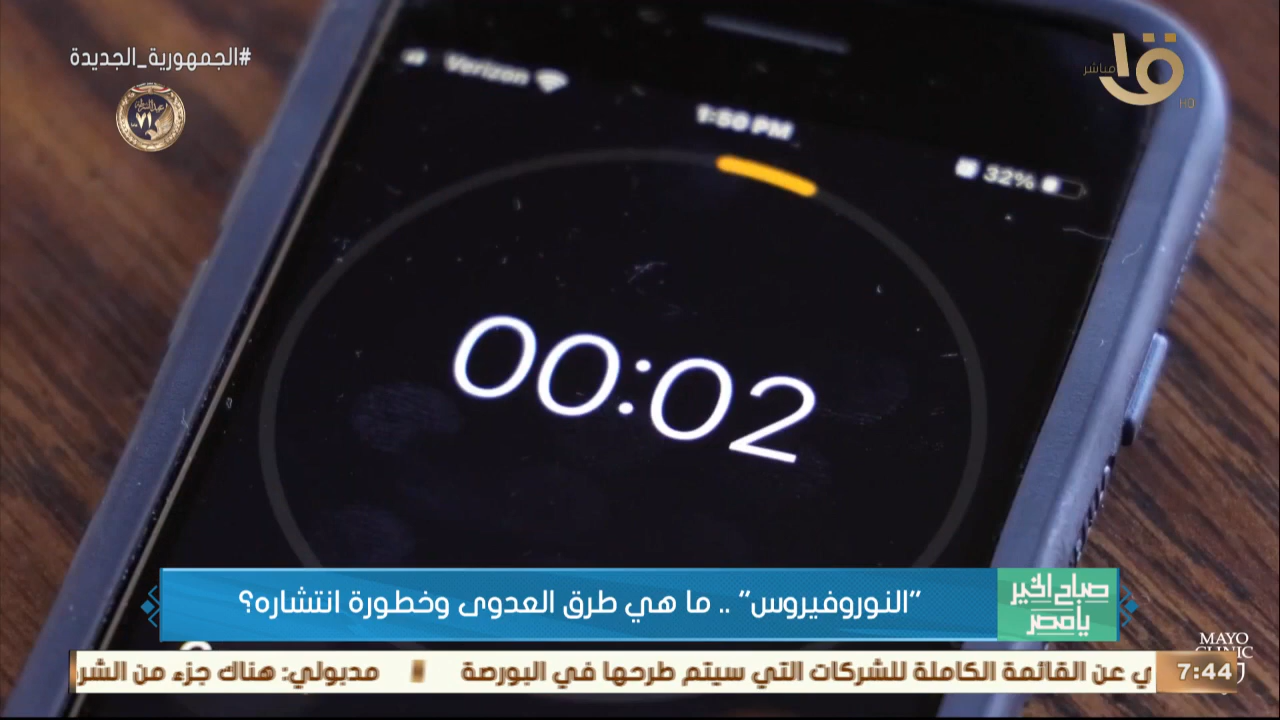 #الجمهورية_الجديدة
٧١
مباشر
HD
Verizon
1:50 PM
32%
00:02
صباح الخير
يا مصر
“النوروفيروس” .. ما هي طرق العدوى وخطورة انتشاره؟
MAYO
CLINIC
7:44
ي عن القائمة الكاملة للشركات التي سيتم طرحها في البورصة
مدبولي: هناك جزء من الشر